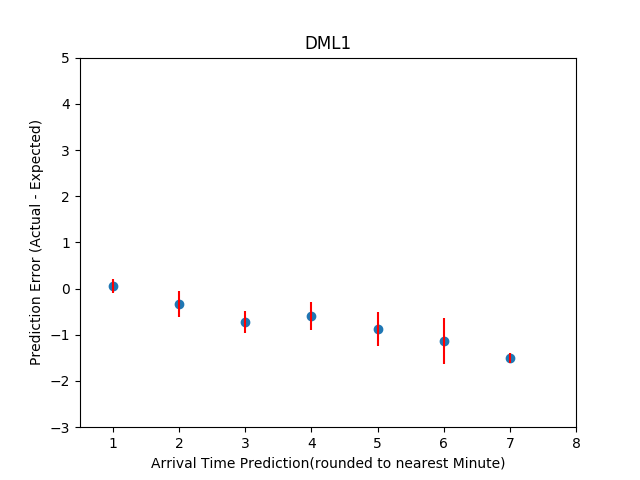 DML1
Prediction Error (Actual - Expected)
5
4
3
2
1
0
−1
−2
−3
1 2 3 4 5 6 7 8
Arrival Time Prediction(rounded to nearest Minute)